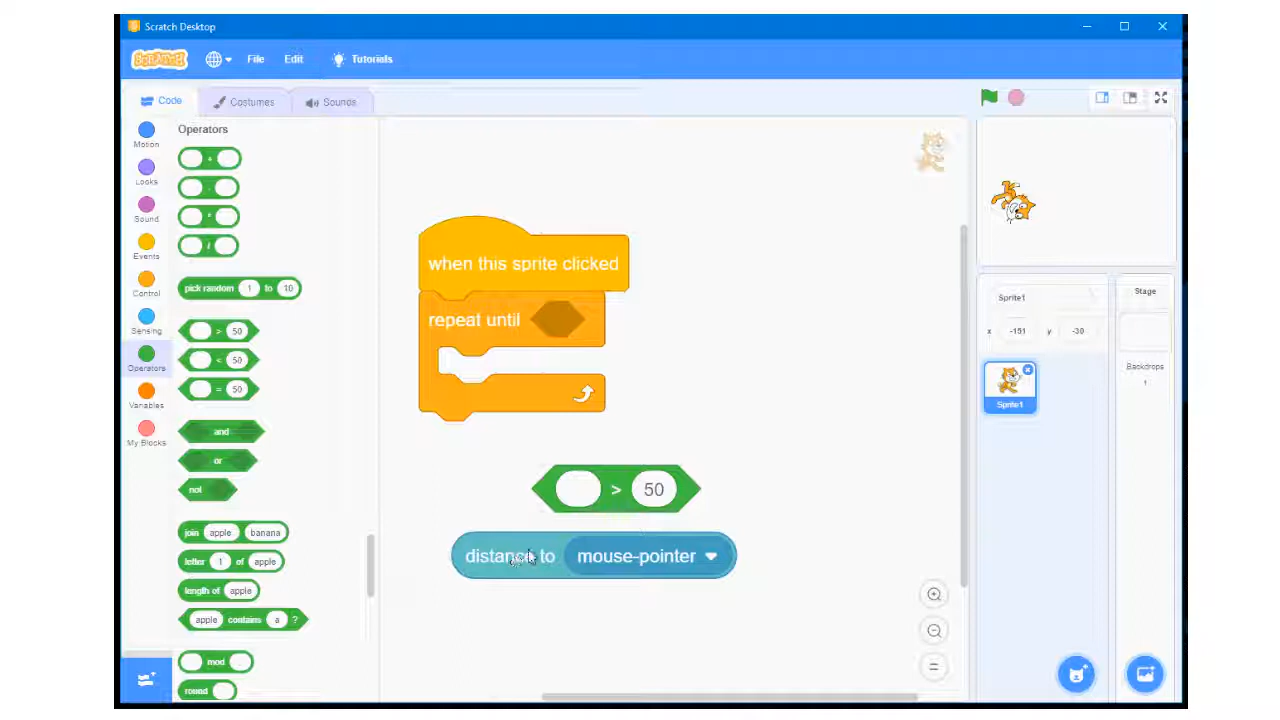 Scratch Desktop
SCRATCH File Edit Tutorials
Code Costumes Sounds
Motion
Looks
Sound
Events
Control
Sensing
Operators
Variables
My Blocks
Operators
+
-
*
/
pick random 1 to 10
> 50
< 50
= 50
and
or
not
join apple banana
letter 1 of apple
length of apple
apple contains a ?
mod
round
when this sprite clicked
repeat until
> 50
distance to mouse-pointer
Sprite1
x -151 y -30
Sprite1
Stage
Backdrops
1